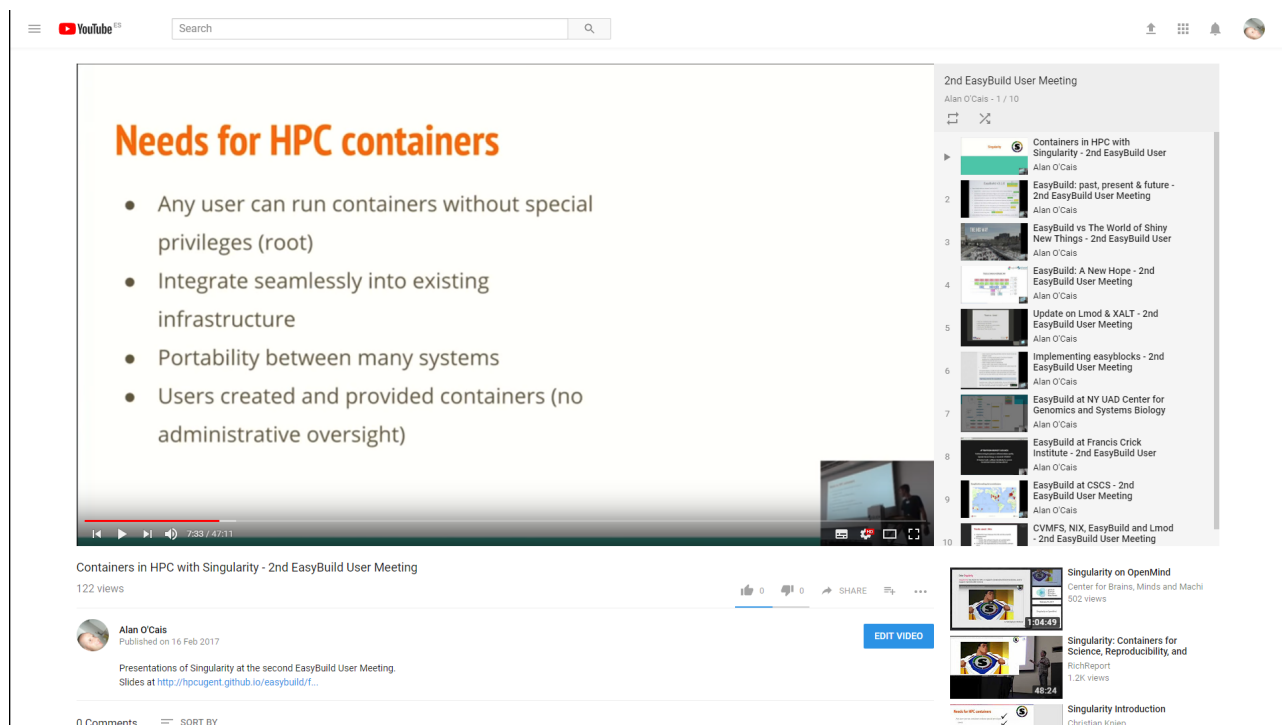 YouTube ES
Search
Needs for HPC containers
● Any user can run containers without special
privileges (root)
● Integrate seamlessly into existing
infrastructure
● Portability between many systems
● Users created and provided containers (no
administrative oversight)
7:33 / 47:11
HD
2nd EasyBuild User Meeting
Alan O'Cais - 1 / 10
Containers in HPC with
Singularity - 2nd EasyBuild User
Alan O'Cais
2
EasyBuild: past, present & future -
2nd EasyBuild User Meeting
Alan O'Cais
3
EasyBuild vs The World of Shiny
New Things - 2nd EasyBuild User
Alan O'Cais
4
EasyBuild: A New Hope - 2nd
EasyBuild User Meeting
Alan O'Cais
5
Update on Lmod & XALT - 2nd
EasyBuild User Meeting
Alan O'Cais
6
Implementing easyblocks - 2nd
EasyBuild User Meeting
Alan O'Cais
7
EasyBuild at NY UAD Center for
Genomics and Systems Biology
Alan O'Cais
8
EasyBuild at Francis Crick
Institute - 2nd EasyBuild User
Alan O'Cais
9
EasyBuild at CSCS - 2nd
EasyBuild User Meeting
Alan O'Cais
10
CVMFS, NIX, EasyBuild and Lmod
- 2nd EasyBuild User Meeting
Containers in HPC with Singularity - 2nd EasyBuild User Meeting
122 views
0 0 SHARE
Alan O'Cais
Published on 16 Feb 2017
EDIT VIDEO
Presentations of Singularity at the second EasyBuild User Meeting.
Slides at http://hpcugent.github.io/easybuild/f...
0 Comments SORT BY
Singularity on OpenMind
Center for Brains, Minds and Machi
502 views
1:04:49
Singularity: Containers for
Science, Reproducibility, and
RichReport
1.2K views
48:24
Singularity Introduction
Christian Kniep
Needs for HPC containers